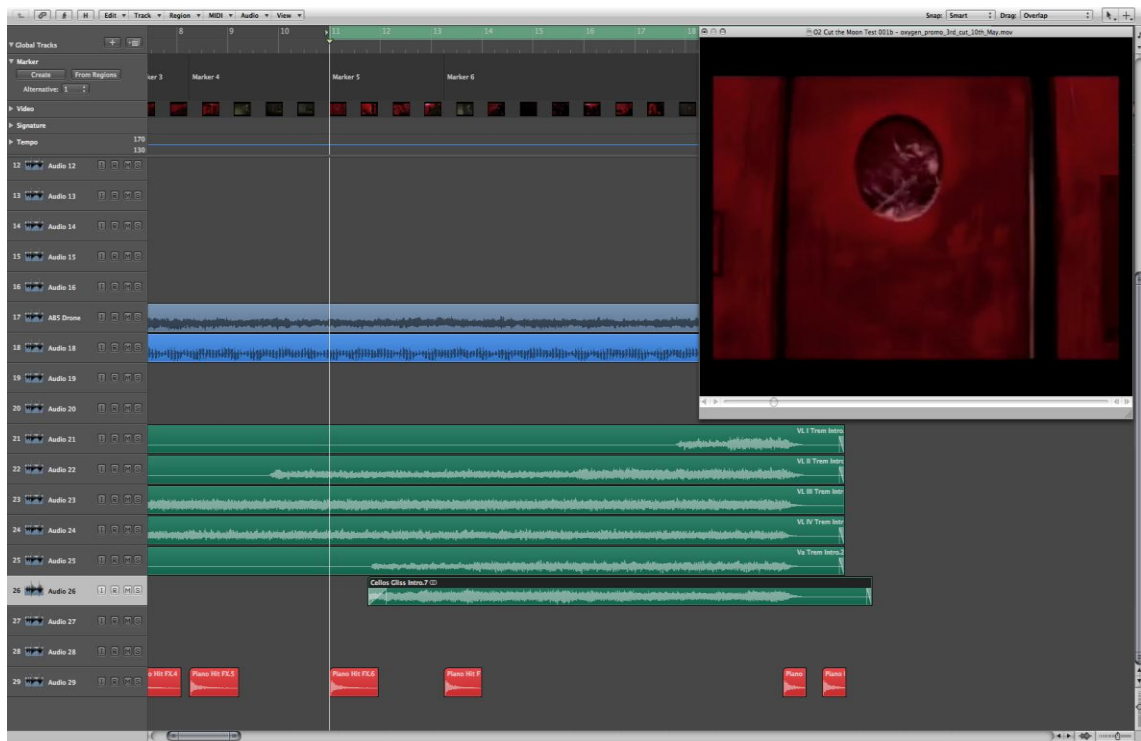 H Edit Track Region MIDI Audio View Snap: Smart Drag: Overlap
8 9 10 11 12 13 14 15 16 17 18
O2 Cut the Moon Test 001b - oxygen_promo_3rd_cut_10th_May.mov
Global Tracks
Marker
Create From Regions
Alternative: 1
ker 3 Marker 4 Marker 5 Marker 6
Video
Signature
Tempo 170
130
12 Audio 12 I R M S
13 Audio 13 I R M S
14 Audio 14 I R M S
15 Audio 15 I R M S
16 Audio 16 I R M S
17 ABS Drone I R M S
18 Audio 18 I R M S
19 Audio 19 I R M S
20 Audio 20 I R M S
21 Audio 21 I R M S VL I Trem Intro
22 Audio 22 I R M S VL II Trem Intro
23 Audio 23 I R M S VL III Trem Intr
24 Audio 24 I R M S VL IV Trem Intr
25 Audio 25 I R M S Va Trem Intro.2
26 Audio 26 I R M S Cellos Gliss Intro.7
27 Audio 27 I R M S
28 Audio 28 I R M S
29 Audio 29 I R M S o Hit FX.4 Piano Hit FX.5 Piano Hit FX.6 Piano Hit F Piano Piano